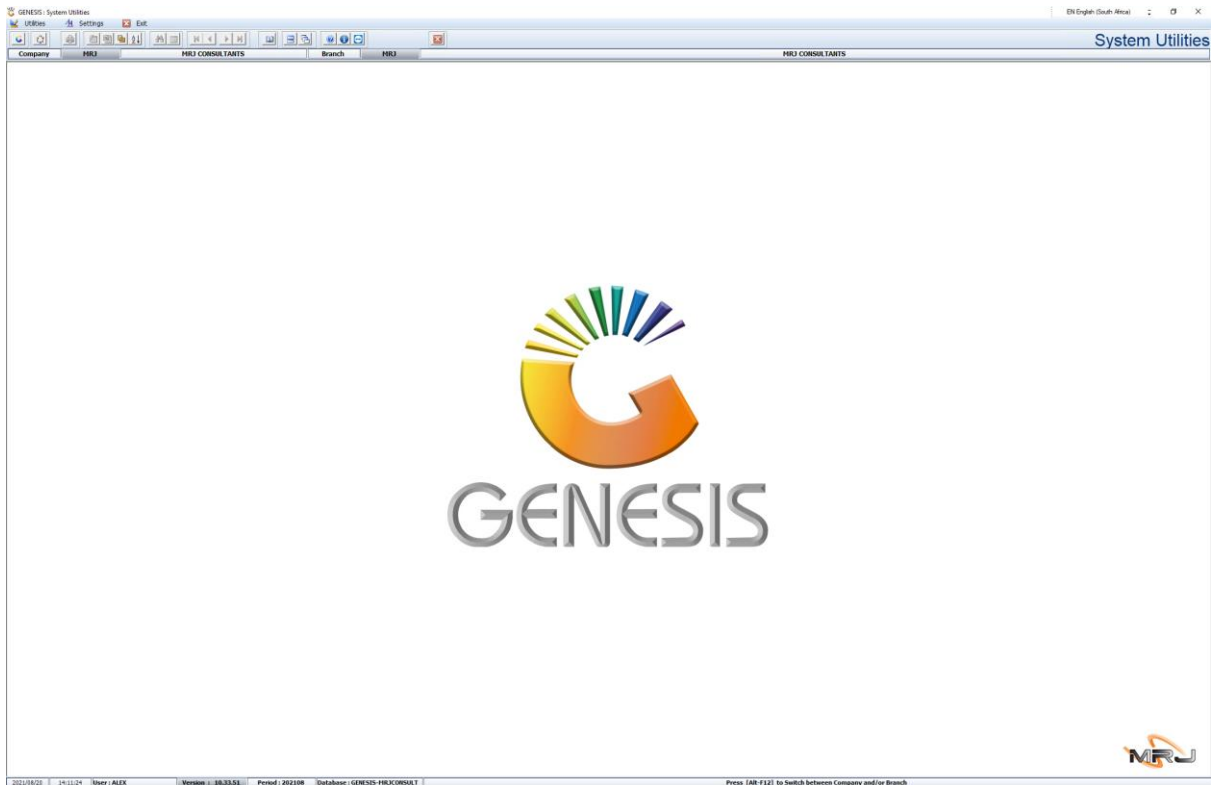 GENESIS : System Utilities EN English (South Africa)
Utilities Settings Exit
System Utilities
Company MRJ MRJ CONSULTANTS Branch MRJ MRJ CONSULTANTS
GENESIS
MRJ
2021/08/20 14:11:24 User : ALEX Version : 10.33.51 Period : 202108 Database : GENESIS-MRJCONSULT Press [Alt-F12] to Switch between Company and/or Branch